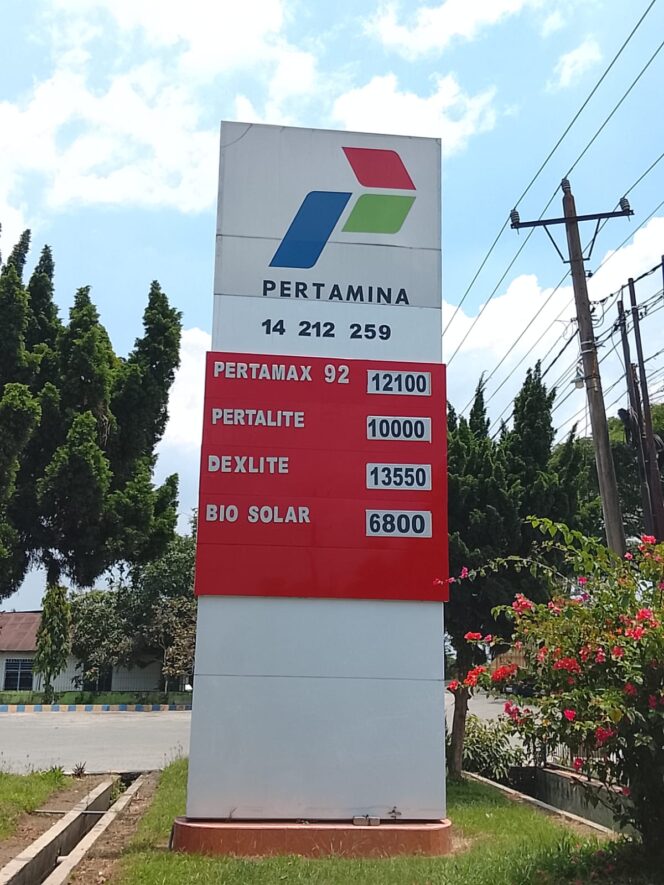 PERTAMINA
14 212 259
PERTAMAX 92 12100
PERTALITE 10000
DEXLITE 13550
BIO SOLAR 6800